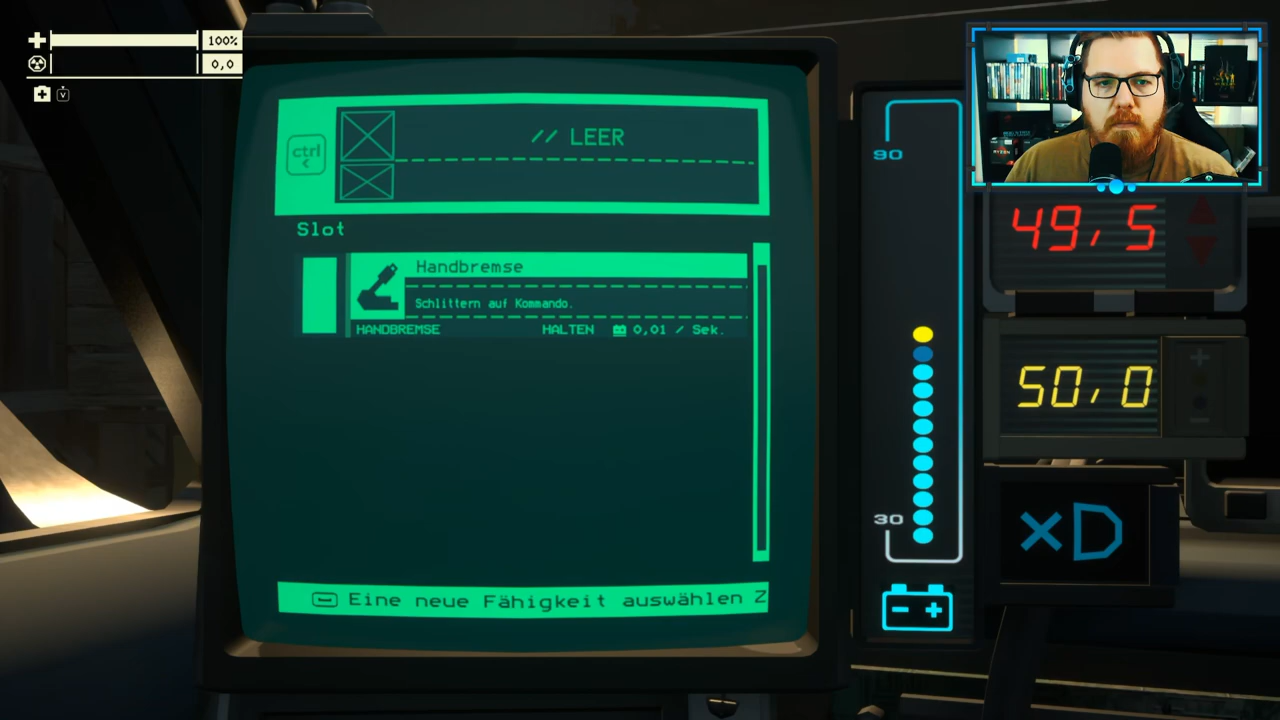 100%
0,0
v
ctrl
<
// LEER
Slot
Handbremse
Schlittern auf Kommando.
HANDBREMSE HALTEN 0,01 / Sek.
Eine neue Fähigkeit auswählen Z
90
30
- +
49,5
50,0
+
-
XD